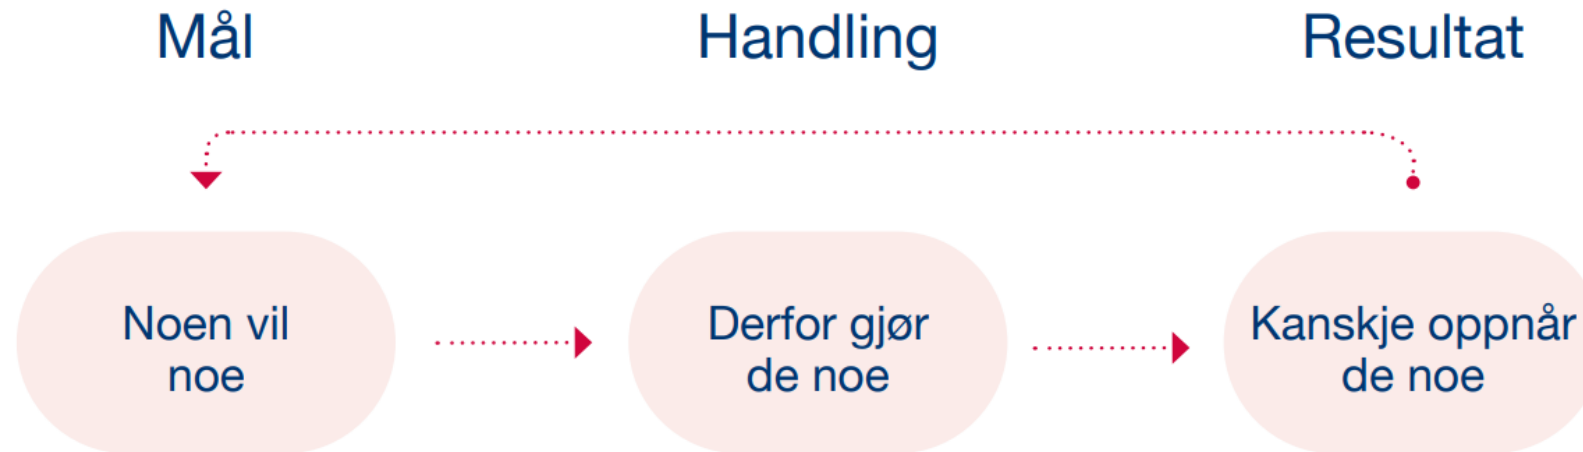 Mål
Handling
Resultat
Noen vil
noe
Derfor gjør
de noe
Kanskje oppnår
de noe